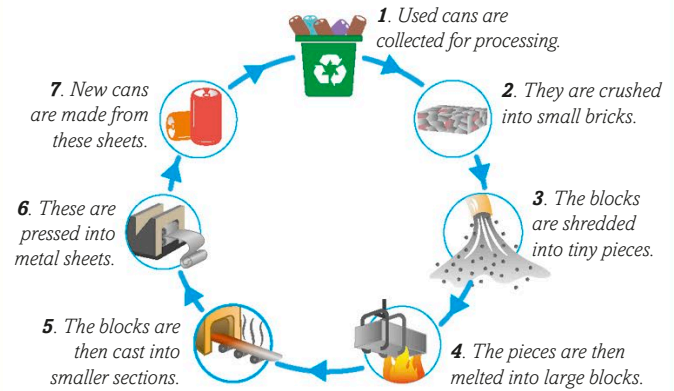 1. Used cans are
collected for processing.
2. They are crushed
into small bricks.
3. The blocks
are shredded
into tiny pieces.
4. The pieces are then
melted into large blocks.
5. The blocks are
then cast into
smaller sections.
6. These are
pressed into
metal sheets.
7. New cans
are made from
these sheets.